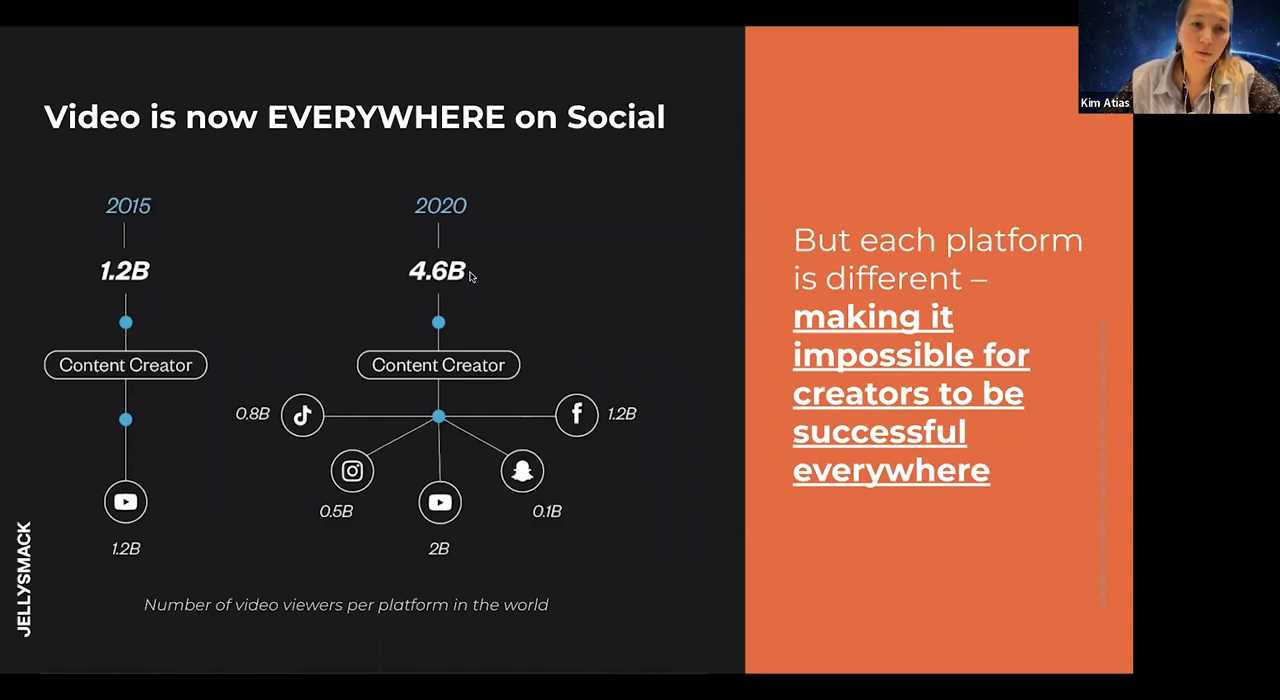 Kim Atias
Video is now EVERYWHERE on Social
2015
2020
1.2B
4.6B
Content Creator
Content Creator
0.8B
1.2B
0.5B
0.1B
1.2B
2B
Number of video viewers per platform in the world
JELLYSMACK
But each platform
is different –
making it
impossible for
creators to be
successful
everywhere